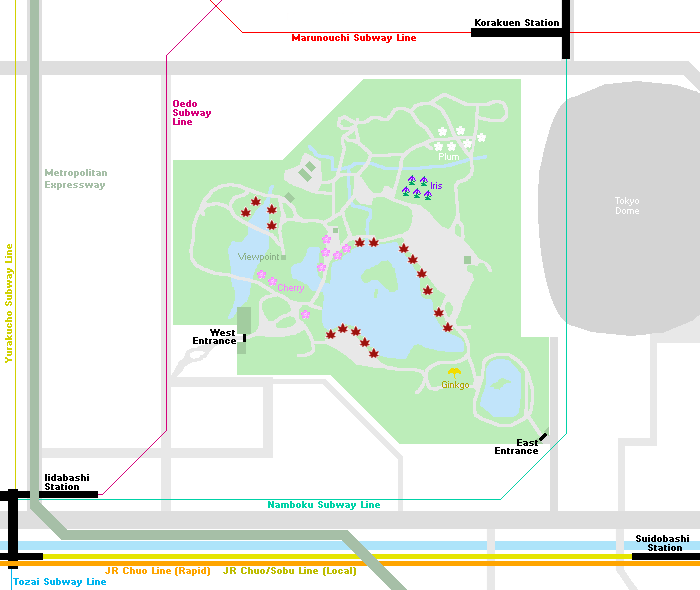 Korakuen Station
Marunouchi Subway Line
Oedo
Subway
Line
Metropolitan
Expressway
Plum
Iris
Tokyo
Dome
Viewpoint
Cherry
Yurakucho Subway Line
West
Entrance
Ginkgo
East
Entrance
Iidabashi
Station
Namboku Subway Line
Suidobashi
Station
JR Chuo Line (Rapid)
JR Chuo/Sobu Line (Local)
Tozai Subway Line